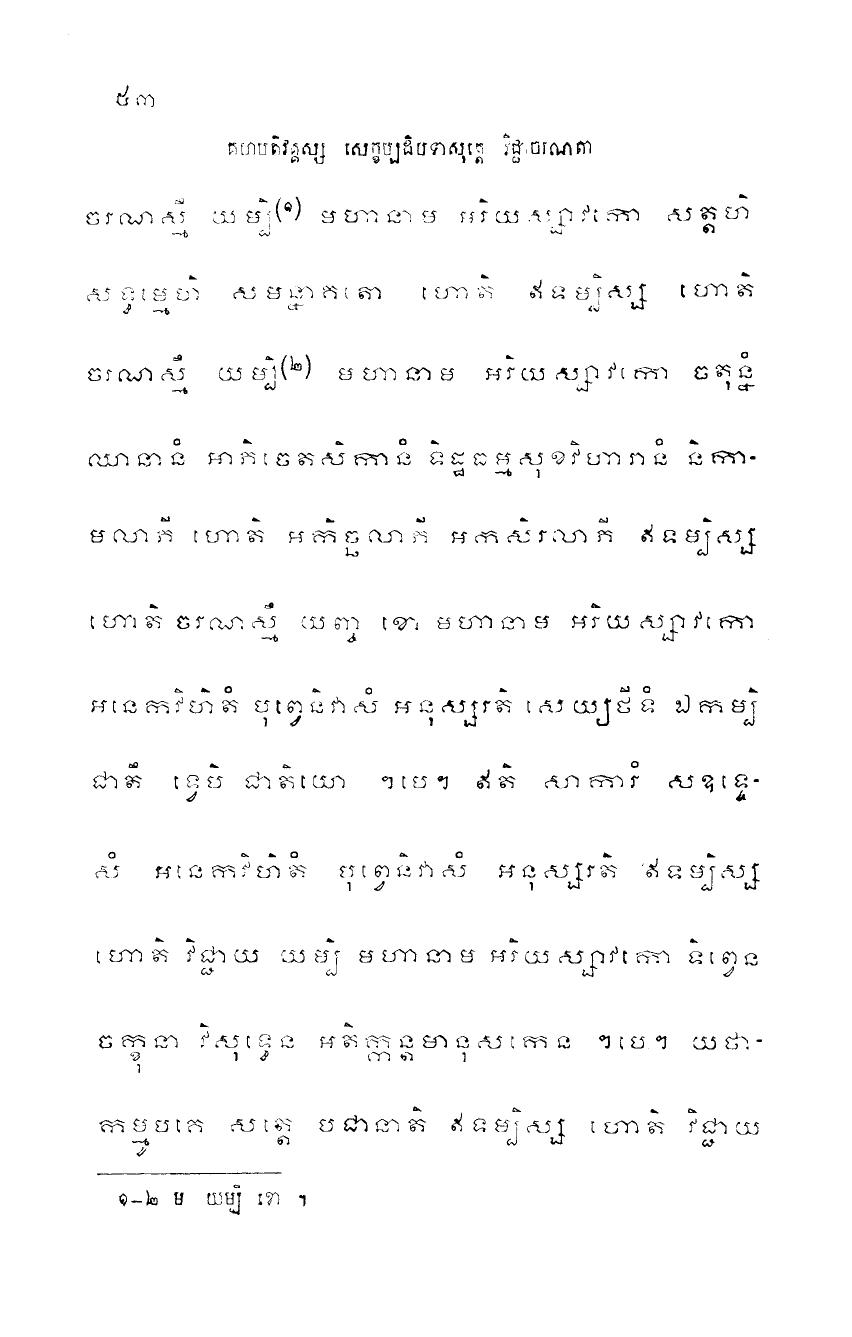 ៥៣
គហបតិវគ្គស្ស សេក្ខប្បដិបទាសុត្តេ វិជ្ជាចរណតា
ចរណស្មឹ យម្បិ(១) មហានាម អរិយស្សាវកោ សត្តហិ
សទ្ធម្មេហិ សមន្នាគតោ ហោតិ ឥទម្បិស្ស ហោតិ
ចរណស្មឹ យម្បិ(២) មហានាម អរិយស្សាវកោ ចតុន្នំ
ឈានានំ អាភិចេតសិកានំ ទិដ្ឋធម្មសុខវិហារានំ និកា-
មលាភី ហោតិ អកិច្ឆលាភី អកសិរលាភី ឥទម្បិស្ស
ហោតិ ចរណស្មឹ យញ្ច ខោ មហានាម អរិយស្សាវកោ
អនេកវិហិតំ បុព្វេនិវាសំ អនុស្សរតិ សេយ្យថីទំ ឯកម្បិ
ជាតឹ ទ្វេបិ ជាតិយោ ។បេ។ ឥតិ សាការំ សឧទ្ទេ-
សំ អនេកវិហិតំ បុព្វេនិវាសំ អនុស្សរតិ ឥទម្បិស្ស
ហោតិ វិជ្ជាយ យម្បិ មហានាម អរិយស្សាវកោ ទិព្វេន
ចក្ខុនា វិសុទ្ធេន អតិក្កន្តមានុសកេន ។បេ។ យថា-
កម្មូបគេ សត្តេ បជានាតិ ឥទម្បិស្ស ហោតិ វិជ្ជាយ
១-២ ម យម្បិ ខោ ។